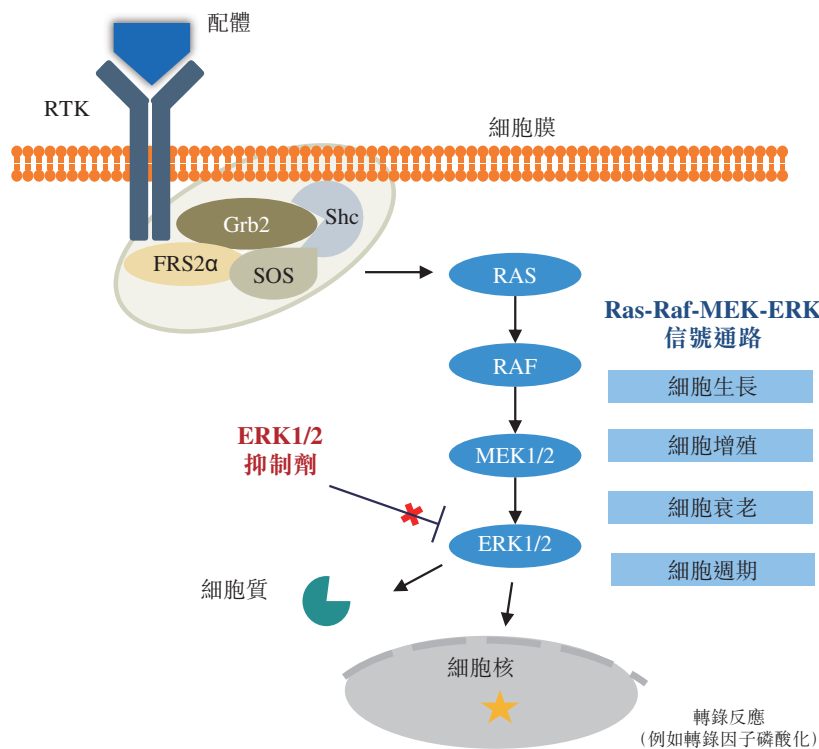 配體
RTK
細胞膜
Shc
Grb2
FRS2α
SOS
RAS
Ras-Raf-MEK-ERK
信號通路
RAF
細胞生長
ERK1/2
抑制劑
MEK1/2
細胞增殖
細胞衰老
ERK1/2
細胞週期
細胞質
細胞核
轉錄反應
(例如轉錄因子磷酸化)